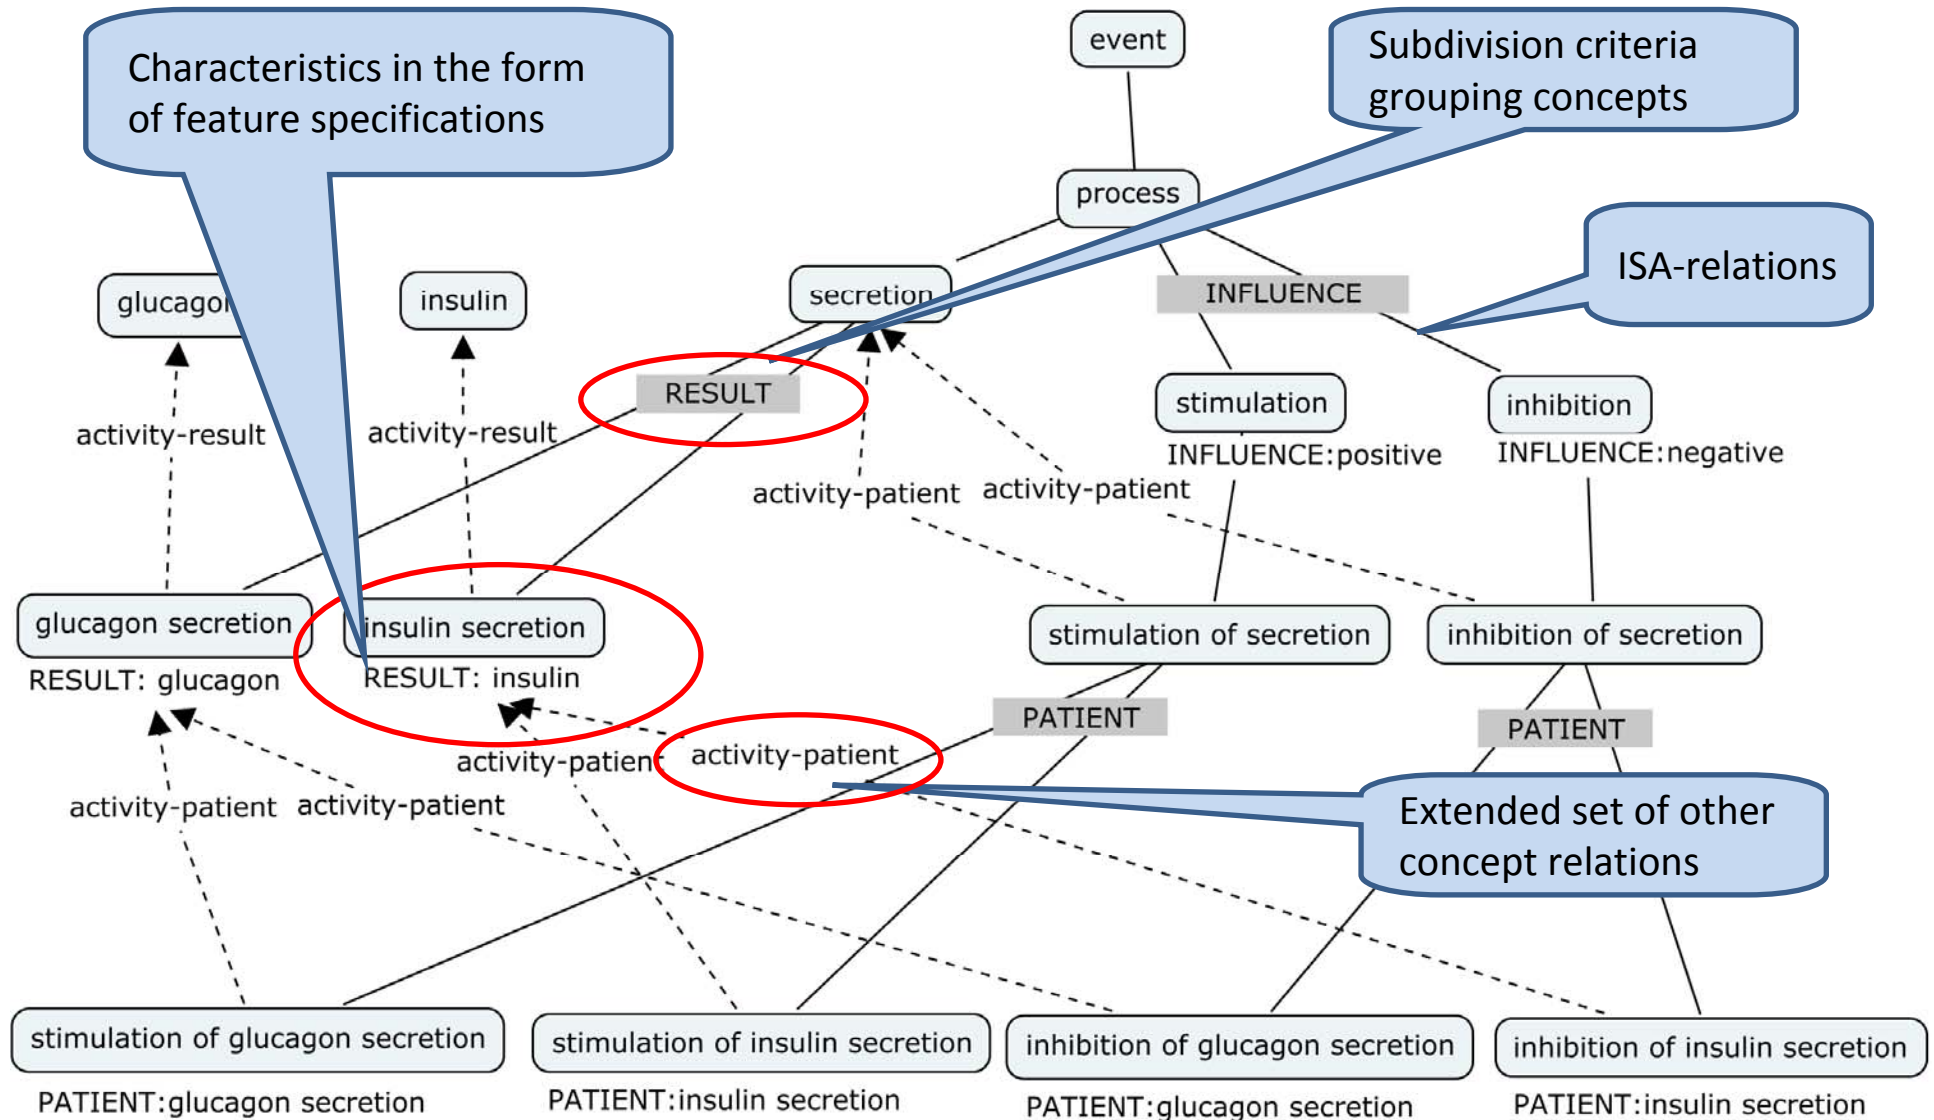 Characteristics in the form
of feature specifications
event
Subdivision criteria
grouping concepts
process
ISA-relations
glucagon
insulin
secretion
INFLUENCE
RESULT
stimulation
inhibition
activity-result
activity-result
INFLUENCE:positive
INFLUENCE:negative
activity-patient
activity-patient
glucagon secretion
insulin secretion
stimulation of secretion
inhibition of secretion
RESULT: glucagon
RESULT: insulin
PATIENT
PATIENT
activity-patient
activity-patient
activity-patient
activity-patient
Extended set of other
concept relations
stimulation of glucagon secretion
stimulation of insulin secretion
inhibition of glucagon secretion
inhibition of insulin secretion
PATIENT:glucagon secretion
PATIENT:insulin secretion
PATIENT:glucagon secretion
PATIENT:insulin secretion